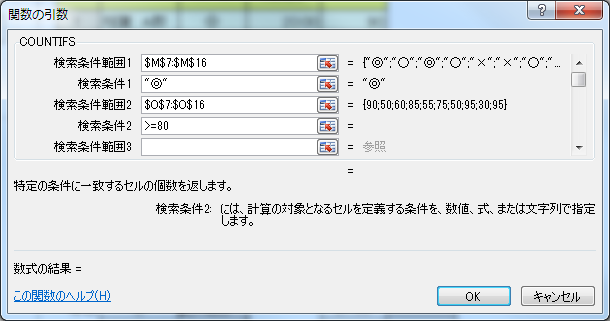 関数の引数
COUNTIFS
検索条件範囲1 $M$7:$M$16 = {"◎";"○";"◎";"○";"×";"×";"○";...
検索条件1 "◎" = "◎"
検索条件範囲2 $O$7:$O$16 = {90;50;60;85;55;75;50;95;30;95}
検索条件2 >=80 =
検索条件範囲3 = 参照
=
特定の条件に一致するセルの個数を返します。
検索条件2: には、計算の対象となるセルを定義する条件を、数値、式、または文字列で指定
します。
数式の結果 =
この関数のヘルプ(H) OK キャンセル